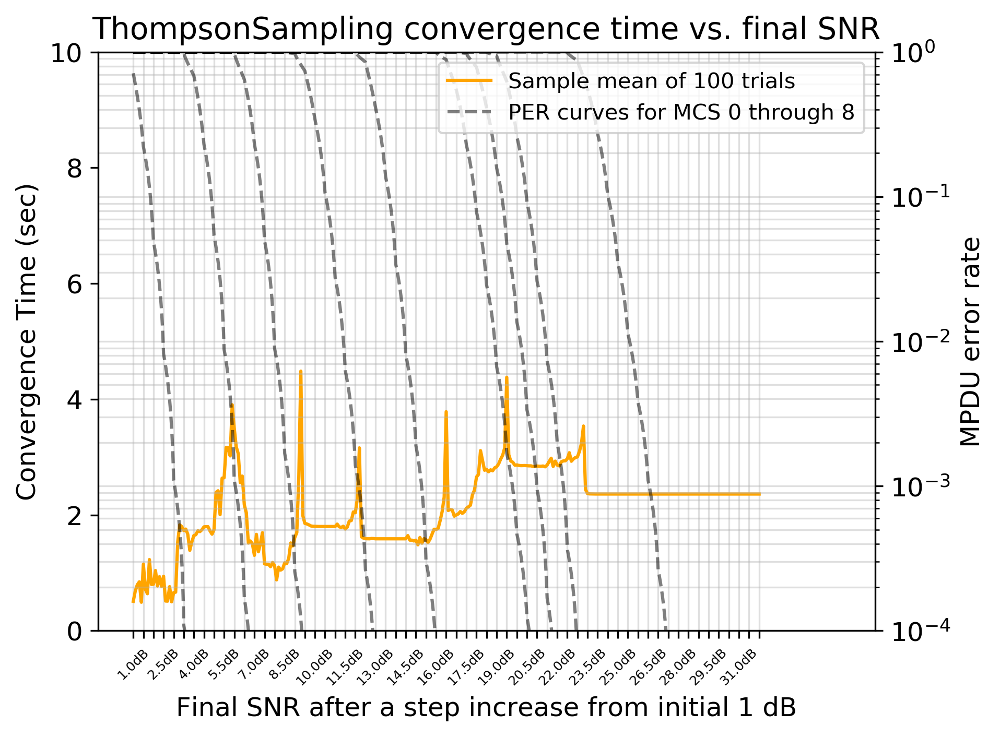 ThompsonSampling convergence time vs. final SNR
10
8
6
4
2
0
Convergence Time (sec)
Sample mean of 100 trials
PER curves for MCS 0 through 8
10⁰
10⁻¹
10⁻²
10⁻³
10⁻⁴
MPDU error rate
1.0dB
2.5dB
4.0dB
5.5dB
7.0dB
8.5dB
10.0dB
11.5dB
13.0dB
14.5dB
16.0dB
17.5dB
19.0dB
20.5dB
22.0dB
23.5dB
25.0dB
26.5dB
28.0dB
29.5dB
31.0dB
Final SNR after a step increase from initial 1 dB